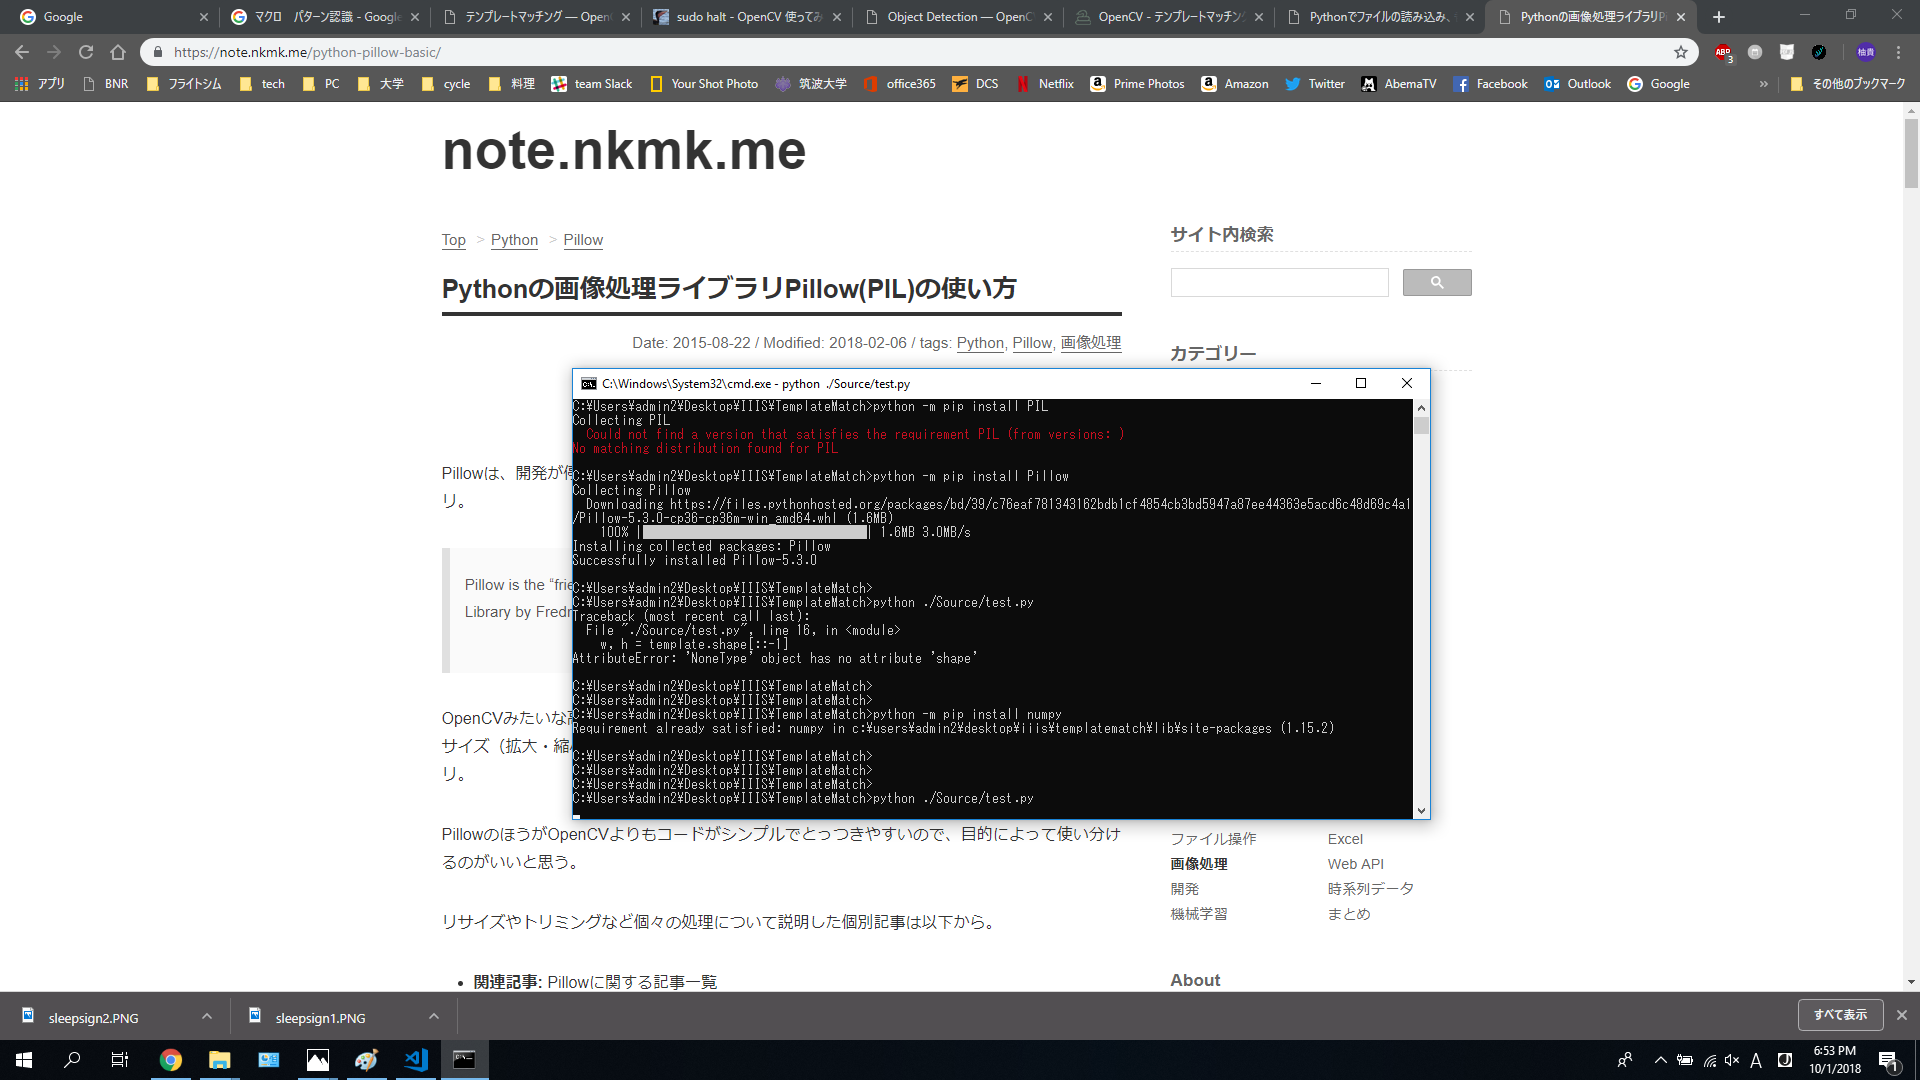 Google
マクロ パターン認識 - Google
テンプレートマッチング — Open
sudo halt - OpenCV 使ってみ
Object Detection — OpenC
OpenCV - テンプレートマッチン
Pythonでファイルの読み込み、
Pythonの画像処理ライブラリP
https://note.nkmk.me/python-pillow-basic/
ABP
3
柚貴
アプリ
BNR
フライトシム
tech
PC
大学
cycle
料理
team Slack
Your Shot Photo
筑波大学
office365
DCS
Netflix
Prime Photos
Amazon
Twitter
AbemaTV
Facebook
Outlook
Google
»
その他のブックマーク
note.nkmk.me
Top > Python > Pillow
Pythonの画像処理ライブラリPillow(PIL)の使い方
Date: 2015-08-22 / Modified: 2018-02-06 / tags: Python, Pillow, 画像処理
サイト内検索
カテゴリー
Pillowは、開発が停
リ。
Pillow is the “frie
Library by Fredr
OpenCVみたいな高
サイズ（拡大・縮
リ。
C:\Windows\System32\cmd.exe - python ./Source/test.py
C:¥Users¥admin2¥Desktop¥IIIS¥TemplateMatch>python -m pip install PIL
Collecting PIL
Could not find a version that satisfies the requirement PIL (from versions: )
No matching distribution found for PIL
C:¥Users¥admin2¥Desktop¥IIIS¥TemplateMatch>python -m pip install Pillow
Collecting Pillow
Downloading https://files.pythonhosted.org/packages/bd/39/c76eaf781343162bdb1cf4854cb3bd5947a87ee44363e5acd6c48d69c4a1
/Pillow-5.3.0-cp36-cp36m-win_amd64.whl (1.6MB)
100% | | 1.6MB 3.0MB/s
Installing collected packages: Pillow
Successfully installed Pillow-5.3.0
C:¥Users¥admin2¥Desktop¥IIIS¥TemplateMatch>
C:¥Users¥admin2¥Desktop¥IIIS¥TemplateMatch>python ./Source/test.py
Traceback (most recent call last):
File "./Source/test.py", line 16, in <module>
w, h = template.shape[::-1]
AttributeError: 'NoneType' object has no attribute 'shape'
C:¥Users¥admin2¥Desktop¥IIIS¥TemplateMatch>
C:¥Users¥admin2¥Desktop¥IIIS¥TemplateMatch>
C:¥Users¥admin2¥Desktop¥IIIS¥TemplateMatch>python -m pip install numpy
Requirement already satisfied: numpy in c:¥users¥admin2¥desktop¥iiis¥templatematch¥lib¥site-packages (1.15.2)
C:¥Users¥admin2¥Desktop¥IIIS¥TemplateMatch>
C:¥Users¥admin2¥Desktop¥IIIS¥TemplateMatch>
C:¥Users¥admin2¥Desktop¥IIIS¥TemplateMatch>
C:¥Users¥admin2¥Desktop¥IIIS¥TemplateMatch>python ./Source/test.py
PillowのほうがOpenCVよりもコードがシンプルでとっつきやすいので、目的によって使い分け
るのがいいと思う。
リサイズやトリミングなど個々の処理について説明した個別記事は以下から。
• 関連記事: Pillowに関する記事一覧
ファイル操作
Excel
画像処理
Web API
開発
時系列データ
機械学習
まとめ
About
sleepsign2.PNG
sleepsign1.PNG
すべて表示
A
J
6:53 PM
10/1/2018
1